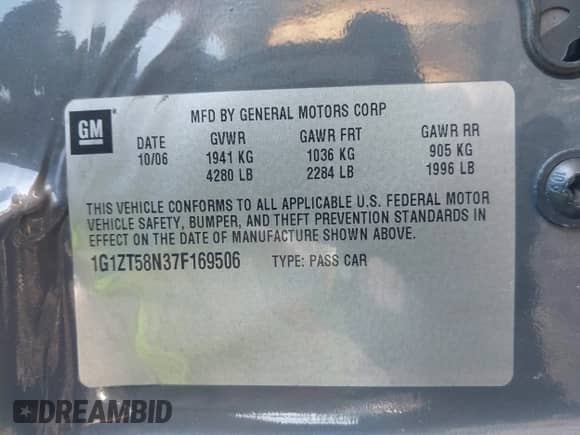 GM
MFD BY GENERAL MOTORS CORP
DATE GVWR GAWR FRT GAWR RR
10/06 1941 KG 1036 KG 905 KG
4280 LB 2284 LB 1996 LB
THIS VEHICLE CONFORMS TO ALL APPLICABLE U.S. FEDERAL MOTOR
VEHICLE SAFETY, BUMPER, AND THEFT PREVENTION STANDARDS IN
EFFECT ON THE DATE OF MANUFACTURE SHOWN ABOVE.
1G1ZT58N37F169506 TYPE: PASS CAR
DREAMBID